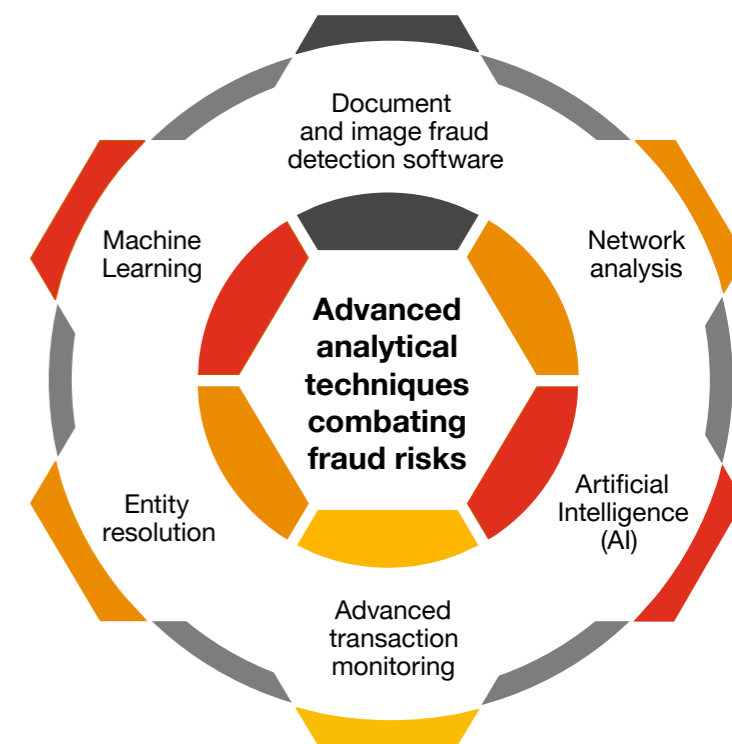 Document
and image fraud
detection software
Network
analysis
Artificial
Intelligence
(AI)
Advanced
transaction
monitoring
Entity
resolution
Machine
Learning
Advanced
analytical
techniques
combating
fraud risks